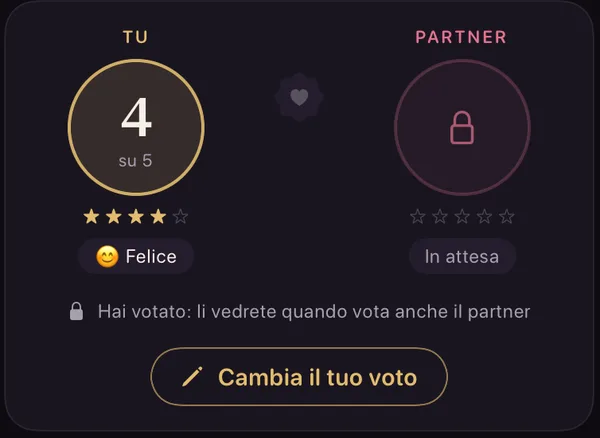 TU
PARTNER
4
su 5
😊 Felice
In attesa
Hai votato: li vedrete quando vota anche il partner
Cambia il tuo voto